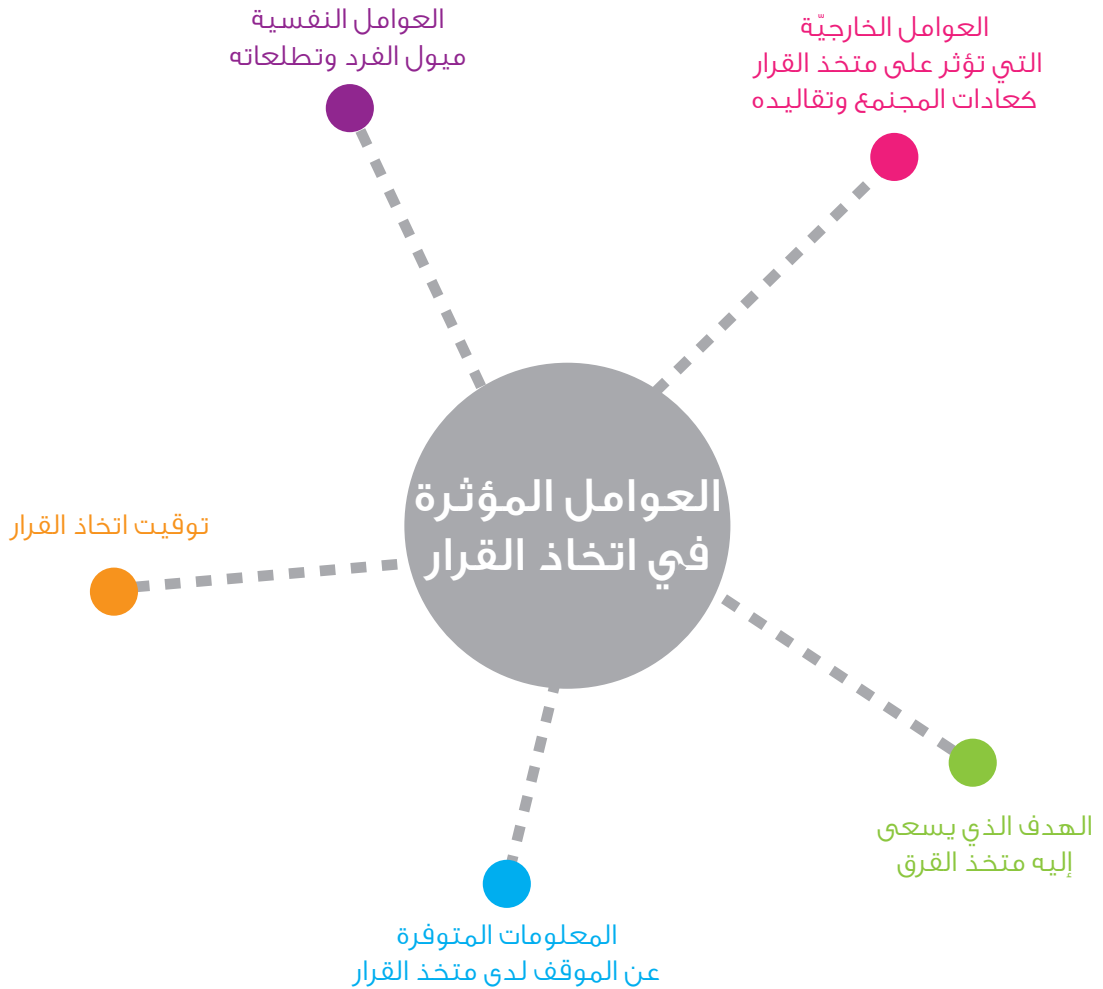 العوامل النفسية
ميول الفرد وتطلعاته
العوامل الخارجيّة
التي تؤثر على متخذ القرار
كعادات المجنمع وتقاليده
العوامل المؤثرة
في اتخاذ القرار
توقيت اتخاذ القرار
الهدف الذي يسعى
إليه متخذ القرق
المعلومات المتوفرة
عن الموقف لدى متخذ القرار